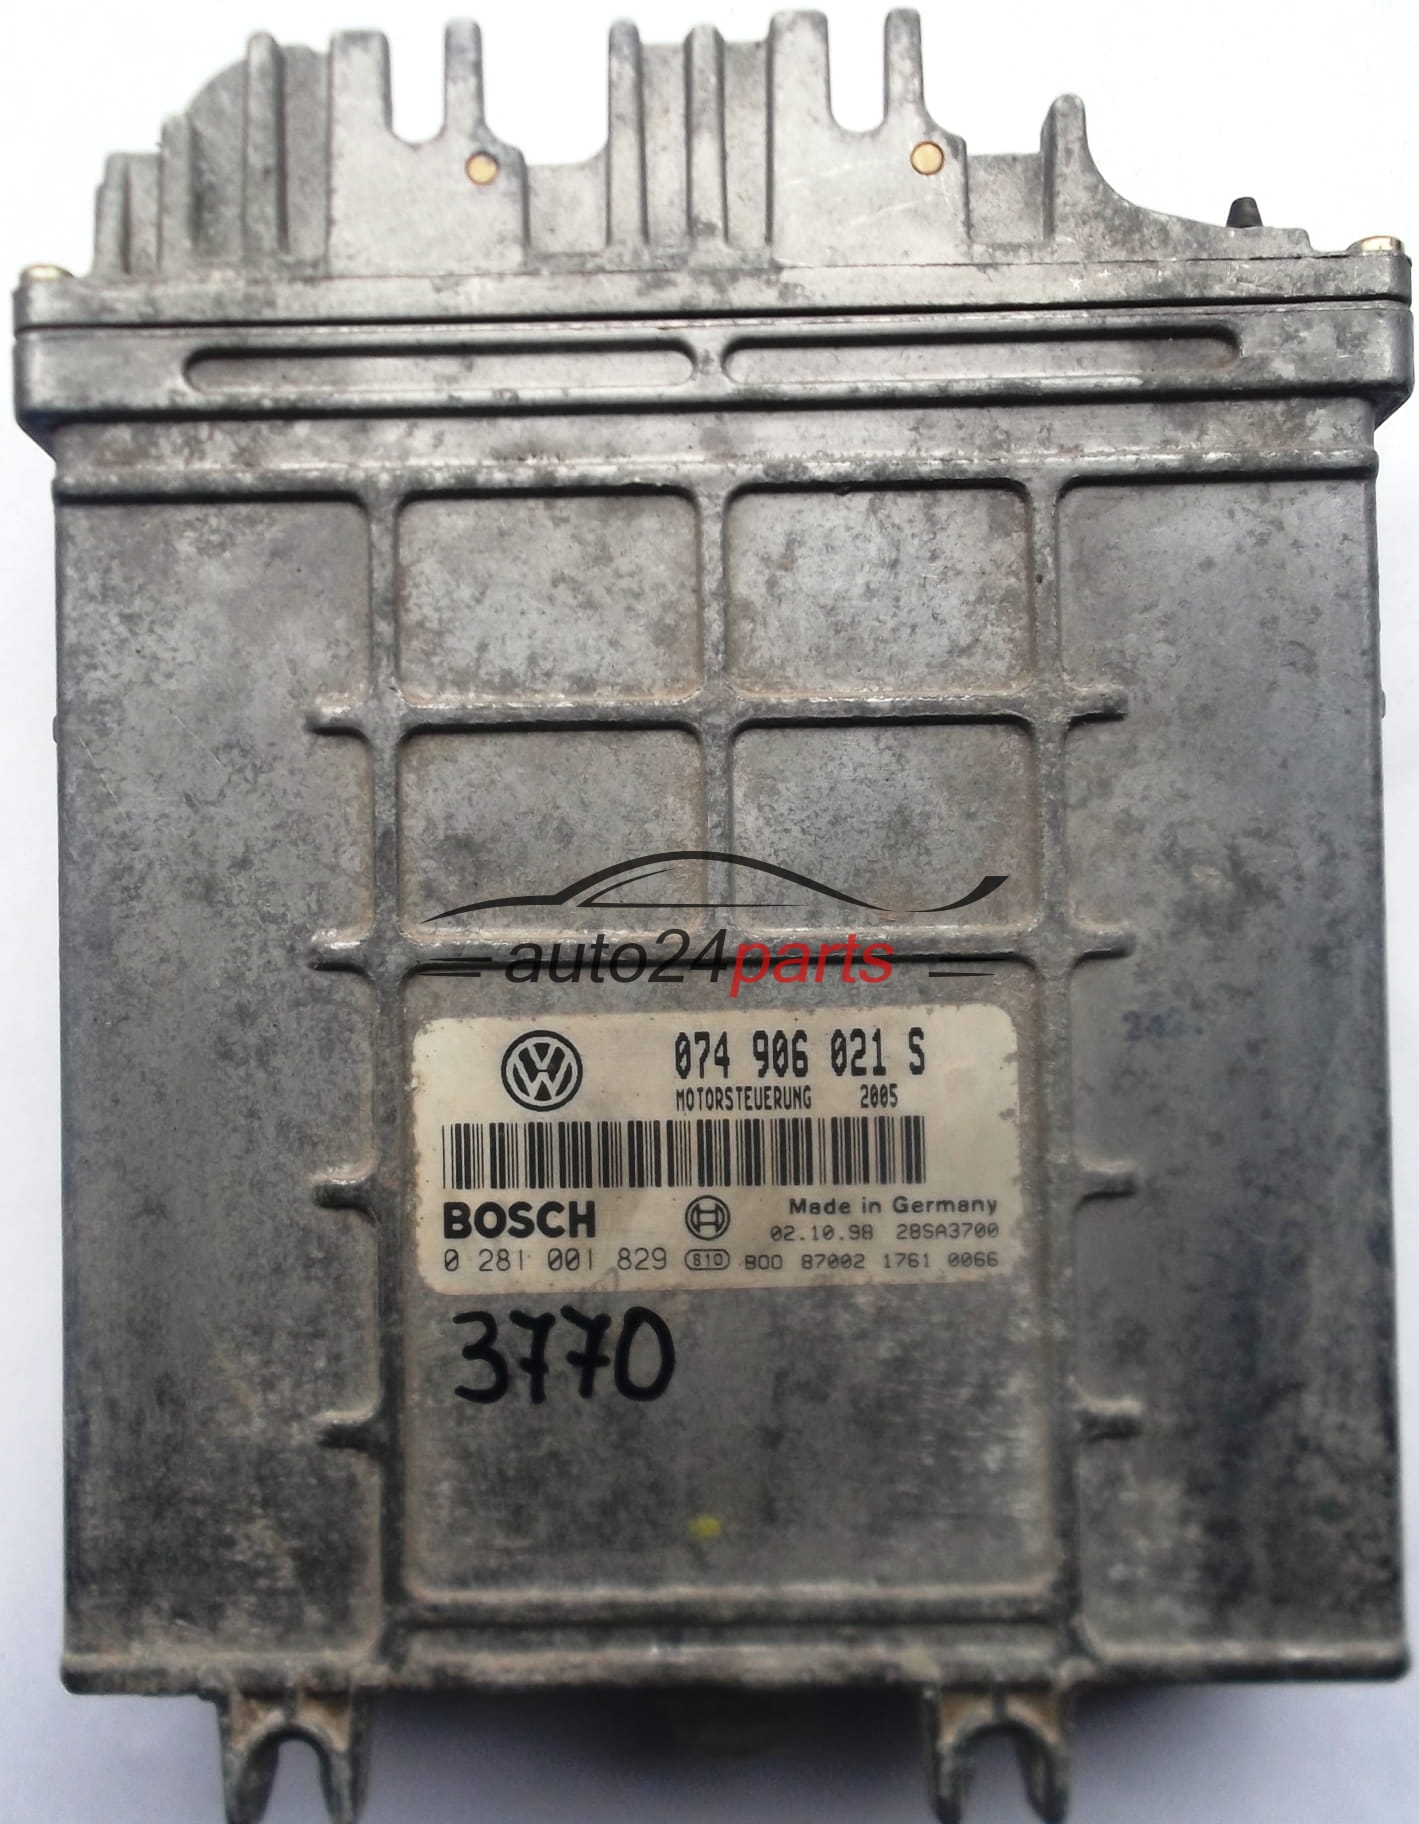 auto24parts
074 906 021 S
MOTORSTEUERUNG 2005
BOSCH
Made in Germany
02.10.98 28SA3700
0 281 001 829 810 B00 87002 1761 0066
3770